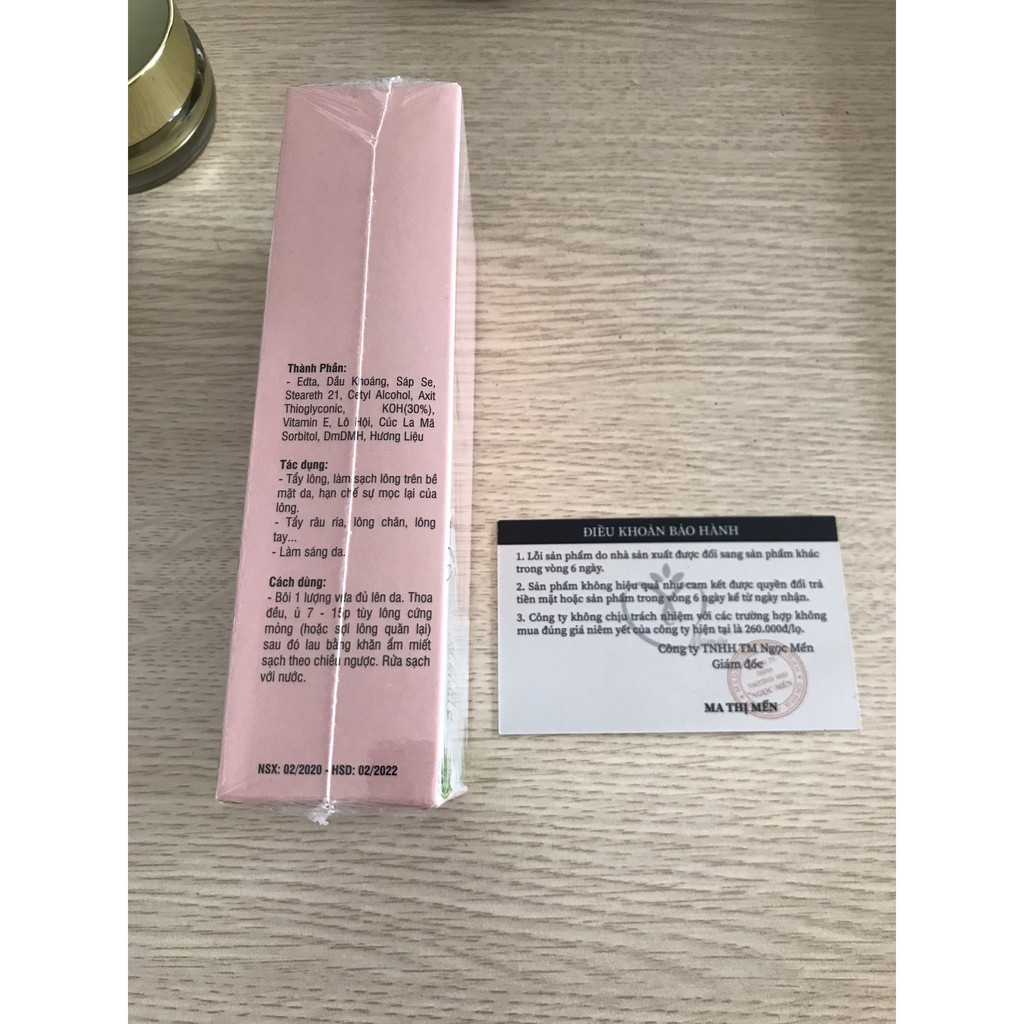 Thành Phần:
- Edta, Dầu Khoáng, Sáp Se,
Steareth 21, Cetyl Alcohol, Axit
Thioglyconic, KOH(30%),
Vitamin E, Lô Hội, Cúc La Mã
Sorbitol, DmDMH, Hương Liệu
Tác dụng:
- Tẩy lông, làm sạch lông trên bề
mặt da, hạn chế sự mọc lại của
lông.
- Tẩy râu ria, lông chân, lông
tay...
- Làm sáng da.
Cách dùng:
- Bôi 1 lượng vừa đủ lên da. Thoa
đều, ủ 7 - 15p tùy lông cứng
mỏng (hoặc sợi lông quăn lại)
sau đó lau bằng khăn ẩm miết
sạch theo chiều ngược. Rửa sạch
với nước.
NSX: 02/2020 - HSD: 02/2022
ĐIỀU KHOẢN BẢO HÀNH
1. Lỗi sản phẩm do nhà sản xuất được đổi sang sản phẩm khác
trong vòng 6 ngày.
2. Sản phẩm không hiệu quả như cam kết được quyền đổi trả
tiền mặt hoặc sản phẩm trong vòng 6 ngày kể từ ngày nhận.
3. Công ty không chịu trách nhiệm với các trường hợp không
mua đúng giá niêm yết của công ty hiện tại là 260.000đ/lọ.
Công ty TNHH TM Ngọc Mến
Giám đốc
NGỌC MẾN
MA THỊ MẾN